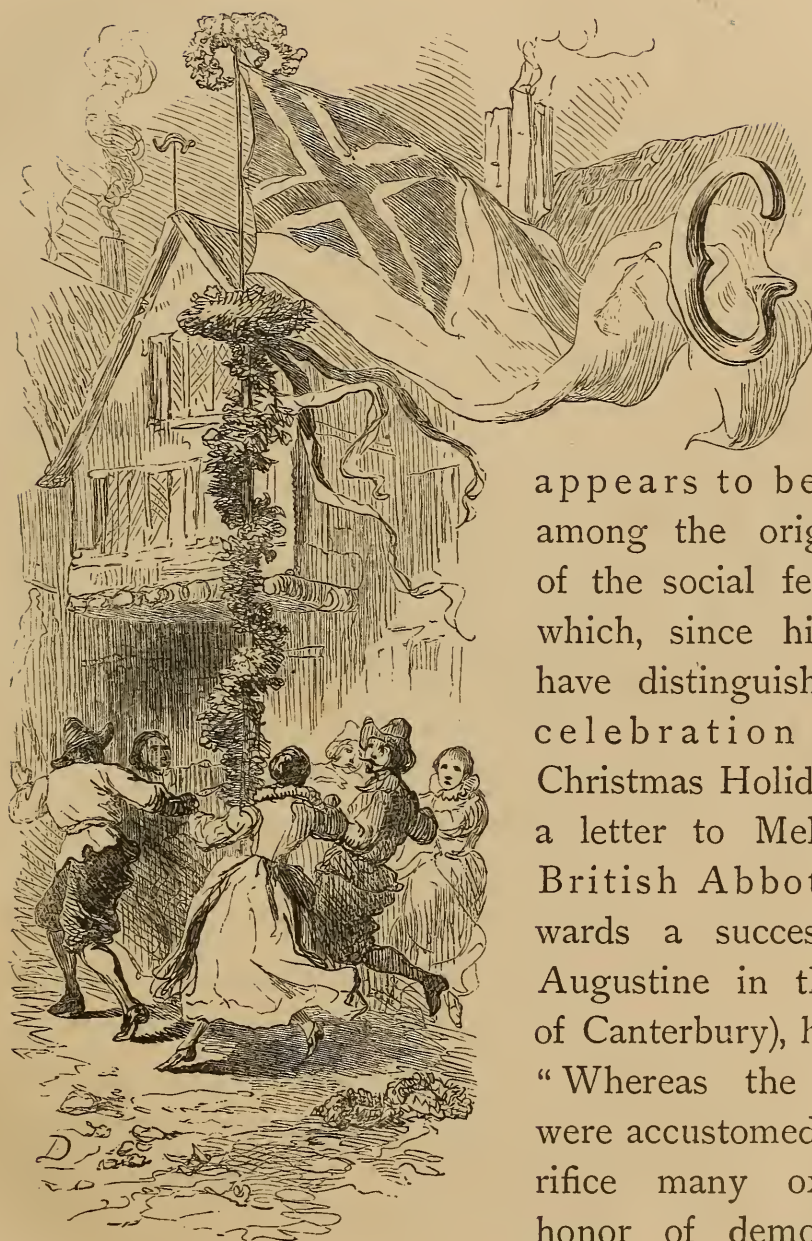 G
appears to be
among the orig
of the social fe
which, since hi
have distinguish
celebration
Christmas Holid
a letter to Mel
British Abbot
wards a succes
Augustine in t
of Canterbury), h
“ Whereas the
were accustomed
rifice many ox
honor of demo
D